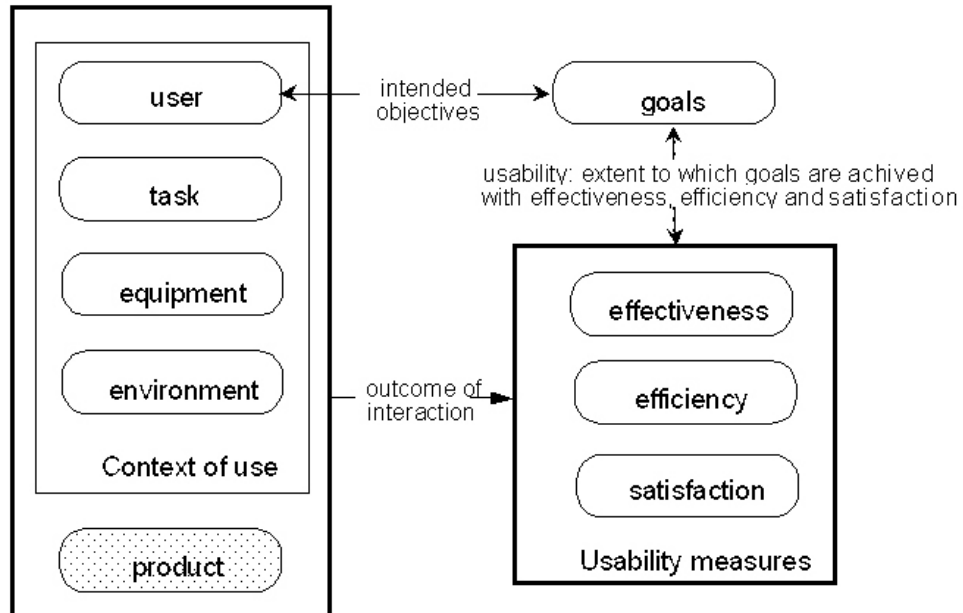 user
intended
objectives
goals
usability: extent to which goals are achived
with effectiveness, efficiency and satisfaction
task
equipment
environment
Context of use
product
outcome of
interaction
effectiveness
efficiency
satisfaction
Usability measures